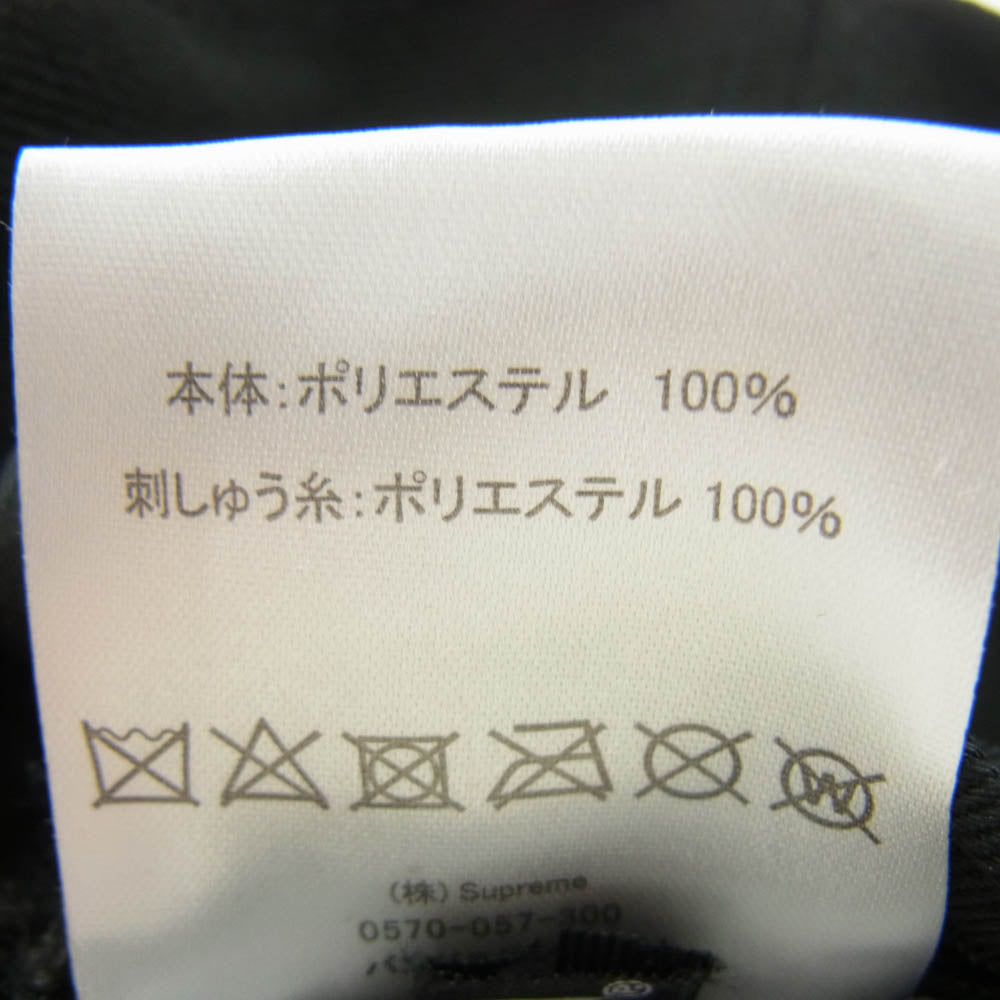 本体:ポリエステル 100%
刺しゅう糸:ポリエステル 100%
(株) Supreme
0570-057-300